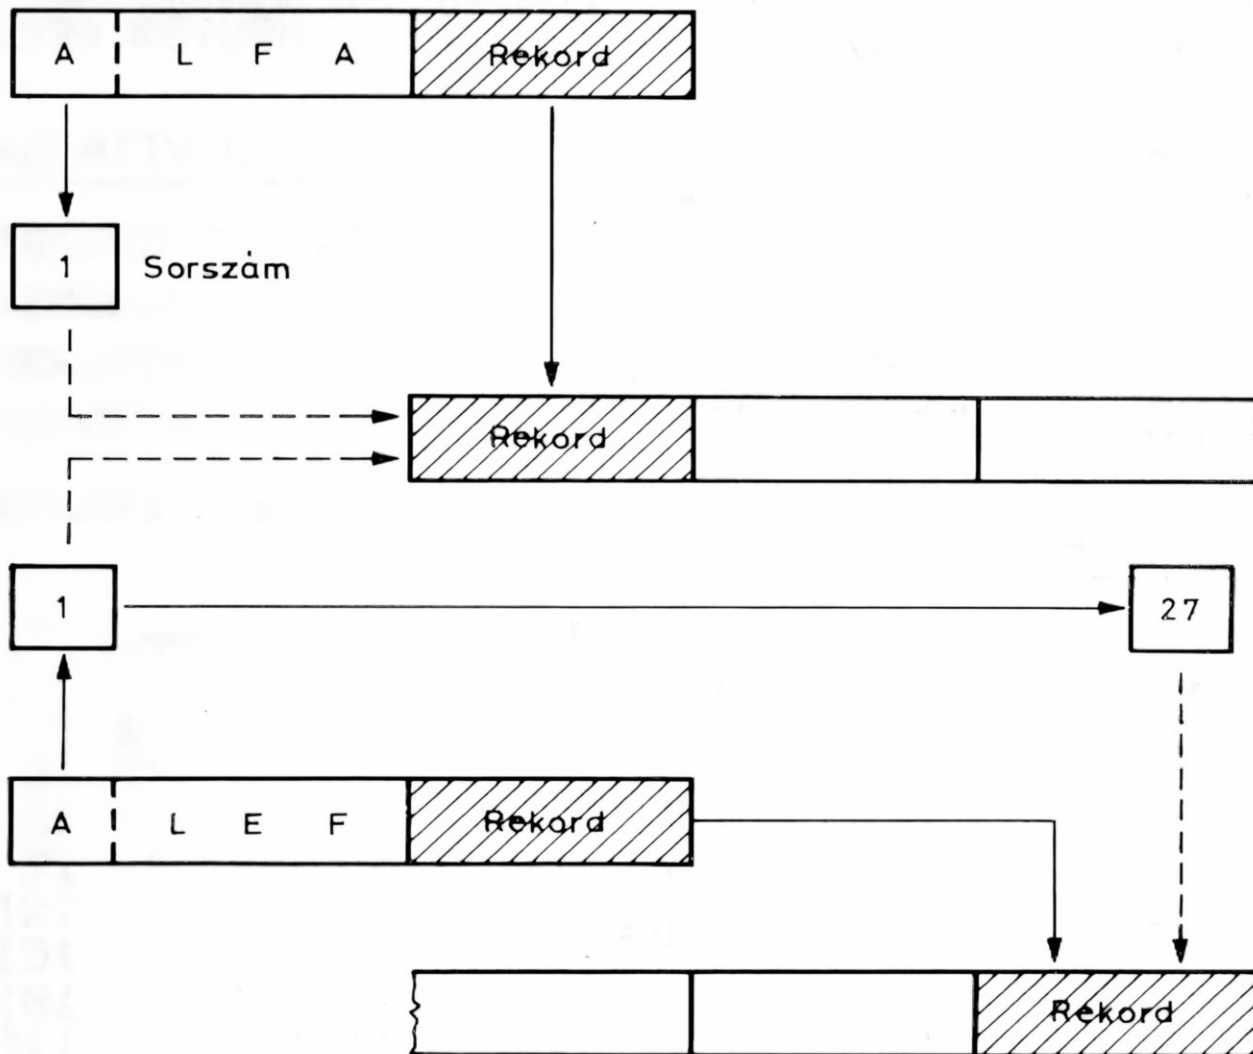 A L F A Rekord
1 Sorszám
Rekord
1 27
A L E F Rekord
Rekord